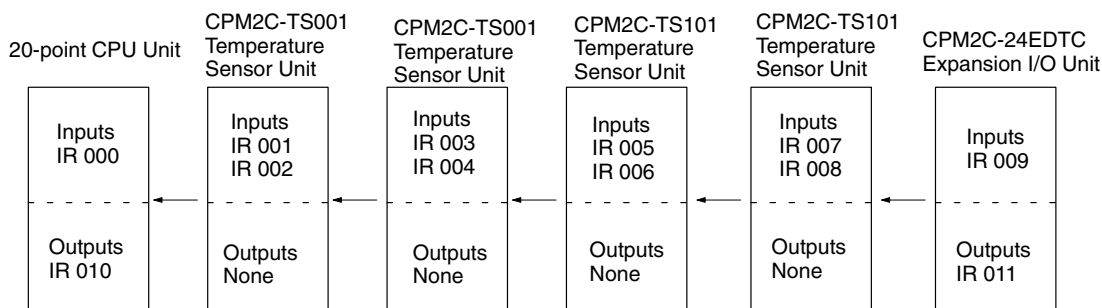 20-point CPU Unit
CPM2C-TS001
Temperature
Sensor Unit
CPM2C-TS001
Temperature
Sensor Unit
CPM2C-TS101
Temperature
Sensor Unit
CPM2C-TS101
Temperature
Sensor Unit
CPM2C-24EDTC
Expansion I/O Unit
Inputs
IR 000
Inputs
IR 001
IR 002
Inputs
IR 003
IR 004
Inputs
IR 005
IR 006
Inputs
IR 007
IR 008
Inputs
IR 009
Outputs
IR 010
Outputs
None
Outputs
None
Outputs
None
Outputs
None
Outputs
IR 011